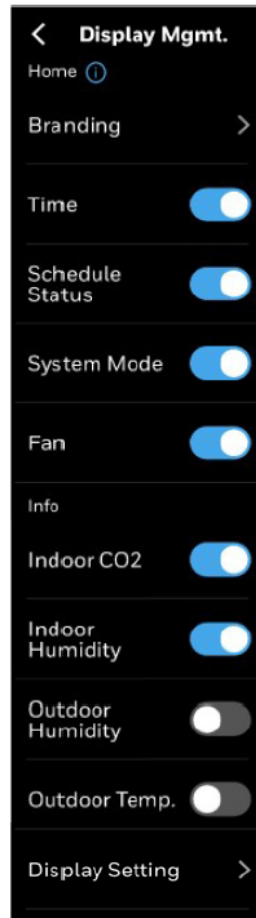 Display Mgmt.
Home
Branding
Time
Schedule
Status
System Mode
Fan
Info
Indoor CO2
Indoor
Humidity
Outdoor
Humidity
Outdoor Temp.
Display Setting